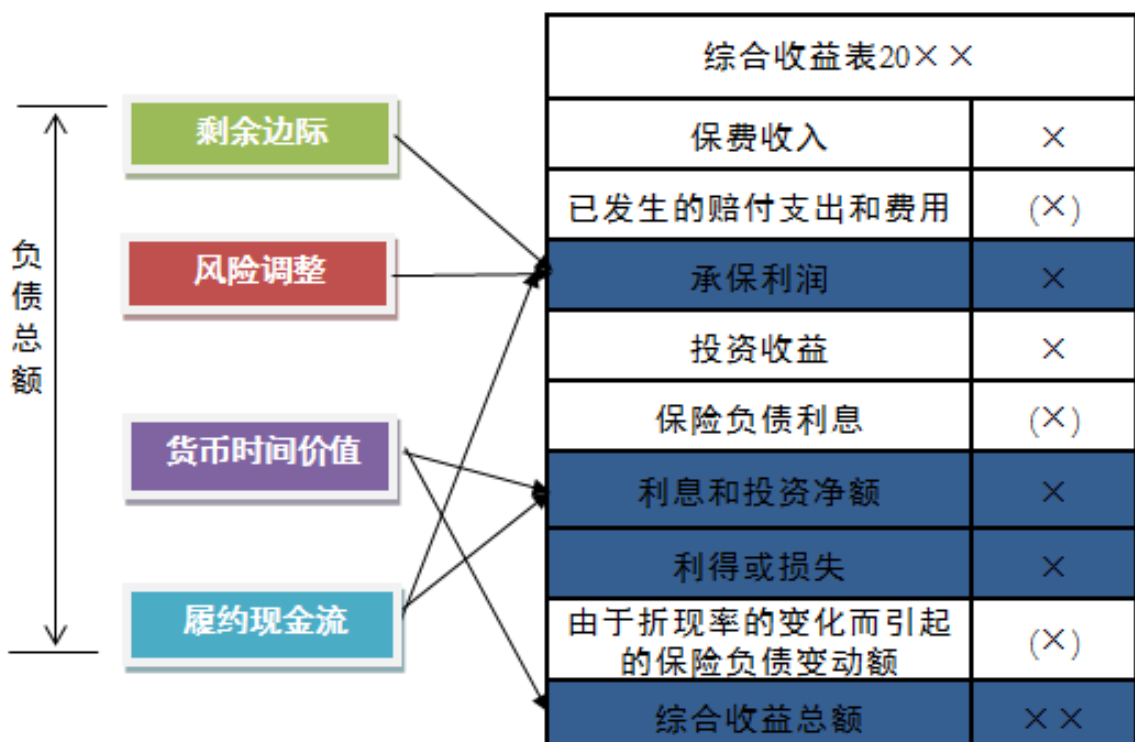 负债总额
剩余边际
风险调整
货币时间价值
履约现金流
综合收益表20××
保费收入 ×
已发生的赔付支出和费用 (×)
承保利润 ×
投资收益 ×
保险负债利息 (×)
利息和投资净额 ×
利得或损失 ×
由于折现率的变化而引起
的保险负债变动额 (×)
综合收益总额 ××